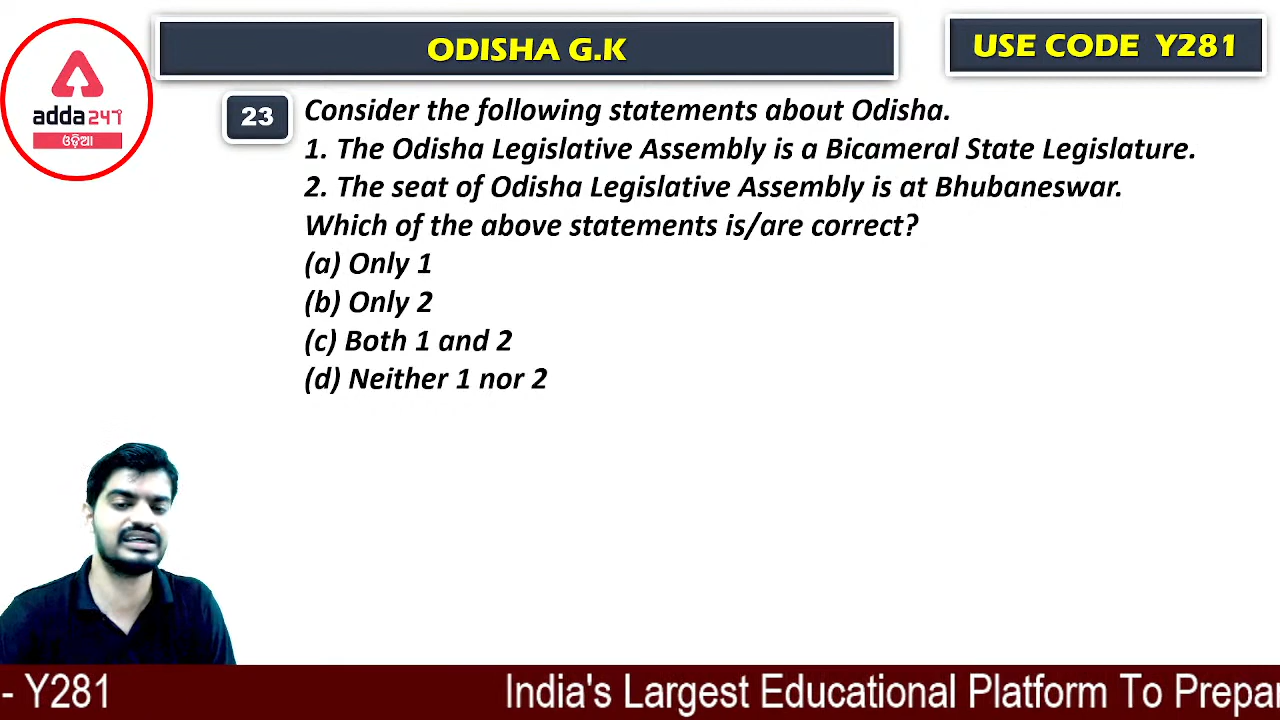 ODISHA G.K
USE CODE Y281
adda247
ଓଡ଼ିଆ
23
Consider the following statements about Odisha.
1. The Odisha Legislative Assembly is a Bicameral State Legislature.
2. The seat of Odisha Legislative Assembly is at Bhubaneswar.
Which of the above statements is/are correct?
(a) Only 1
(b) Only 2
(c) Both 1 and 2
(d) Neither 1 nor 2
- Y281
India's Largest Educational Platform To Prepa